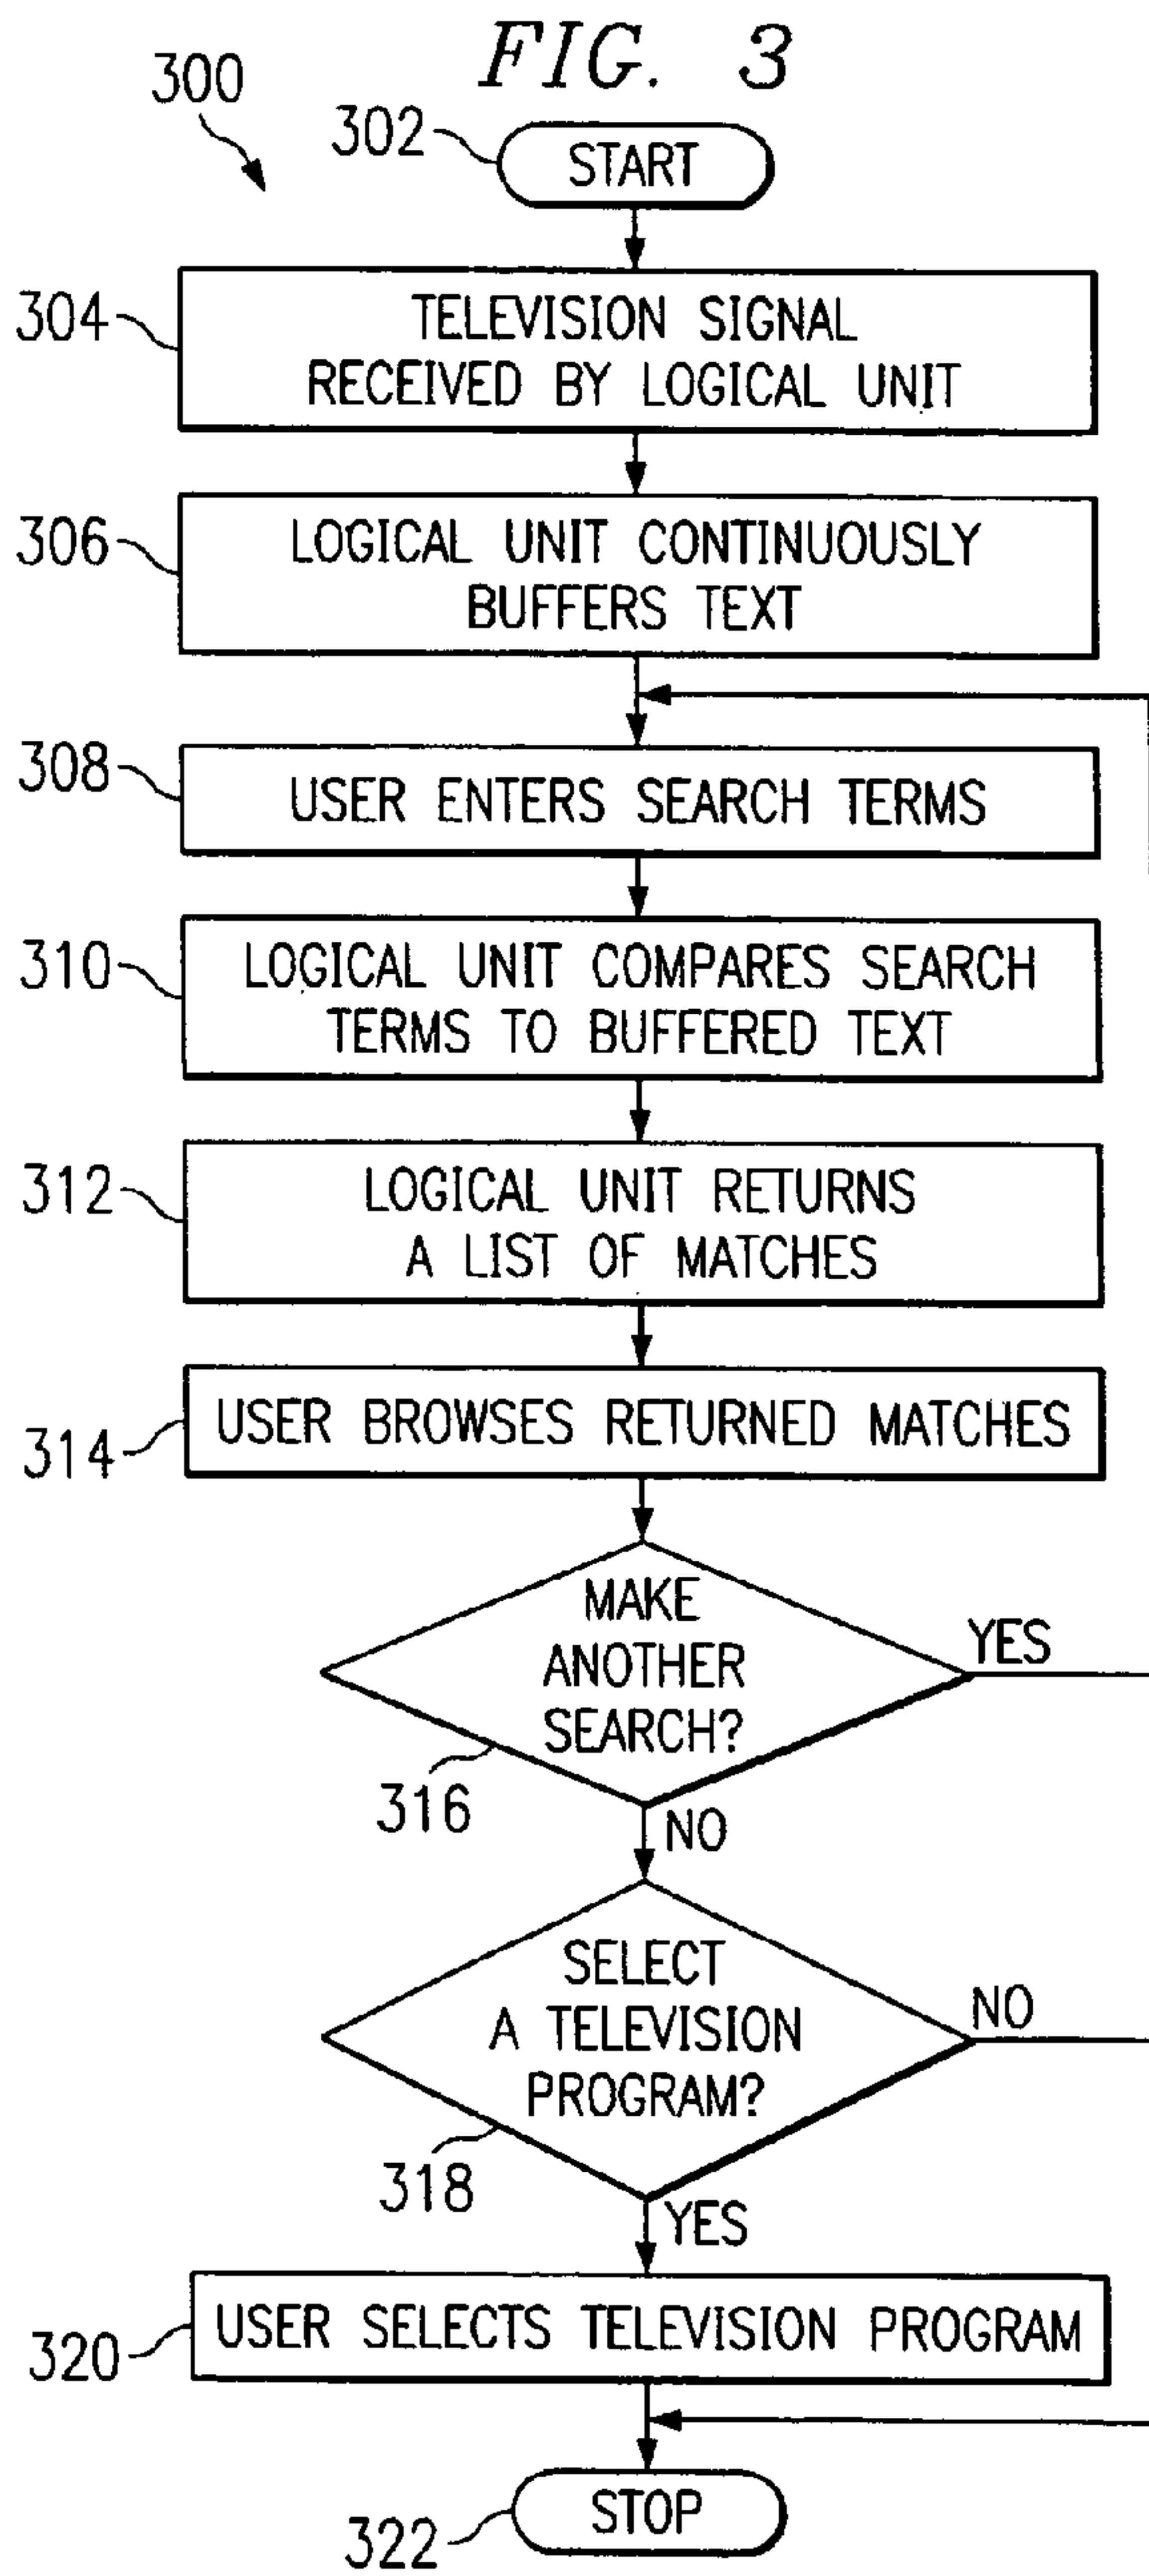 FIG. 3
300
302
START
304
TELEVISION SIGNAL
RECEIVED BY LOGICAL UNIT
306
LOGICAL UNIT CONTINUOUSLY
BUFFERS TEXT
308
USER ENTERS SEARCH TERMS
310
LOGICAL UNIT COMPARES SEARCH
TERMS TO BUFFERED TEXT
312
LOGICAL UNIT RETURNS
A LIST OF MATCHES
314
USER BROWSES RETURNED MATCHES
MAKE
ANOTHER
SEARCH?
YES
316
NO
SELECT
A TELEVISION
PROGRAM?
NO
318
YES
320
USER SELECTS TELEVISION PROGRAM
322
STOP